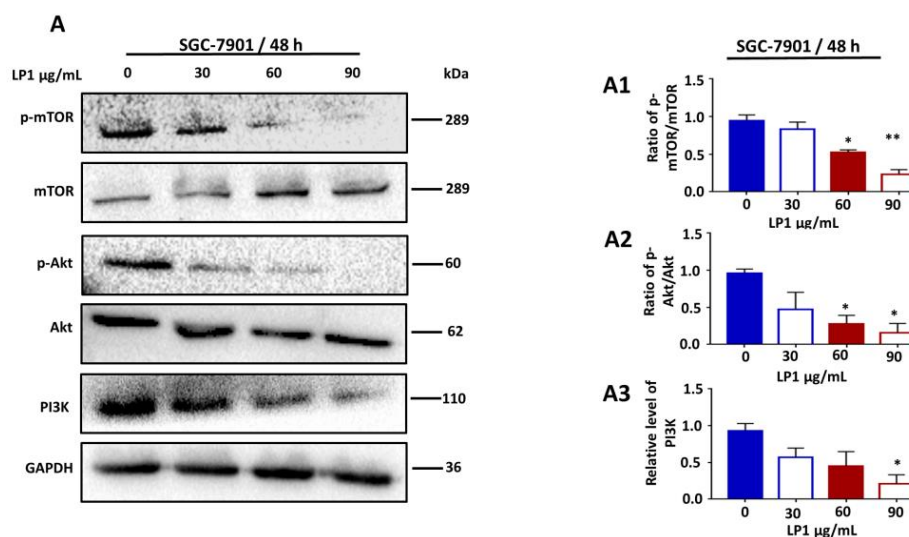 A
SGC-7901 / 48 h
LP1 µg/mL 0 30 60 90 kDa
p-mTOR 289
mTOR 289
p-Akt 60
Akt 62
PI3K 110
GAPDH 36
SGC-7901 / 48 h
A1
Ratio of p-
mTOR/mTOR
1.5
1.0
0.5
0.0
* **
0 30 60 90
LP1 µg/mL
A2
Ratio of p-
Akt/Akt
1.5
1.0
0.5
0.0
* *
0 30 60 90
LP1 µg/mL
A3
Relative level of
PI3K
1.5
1.0
0.5
0.0
*
0 30 60 90
LP1 µg/mL